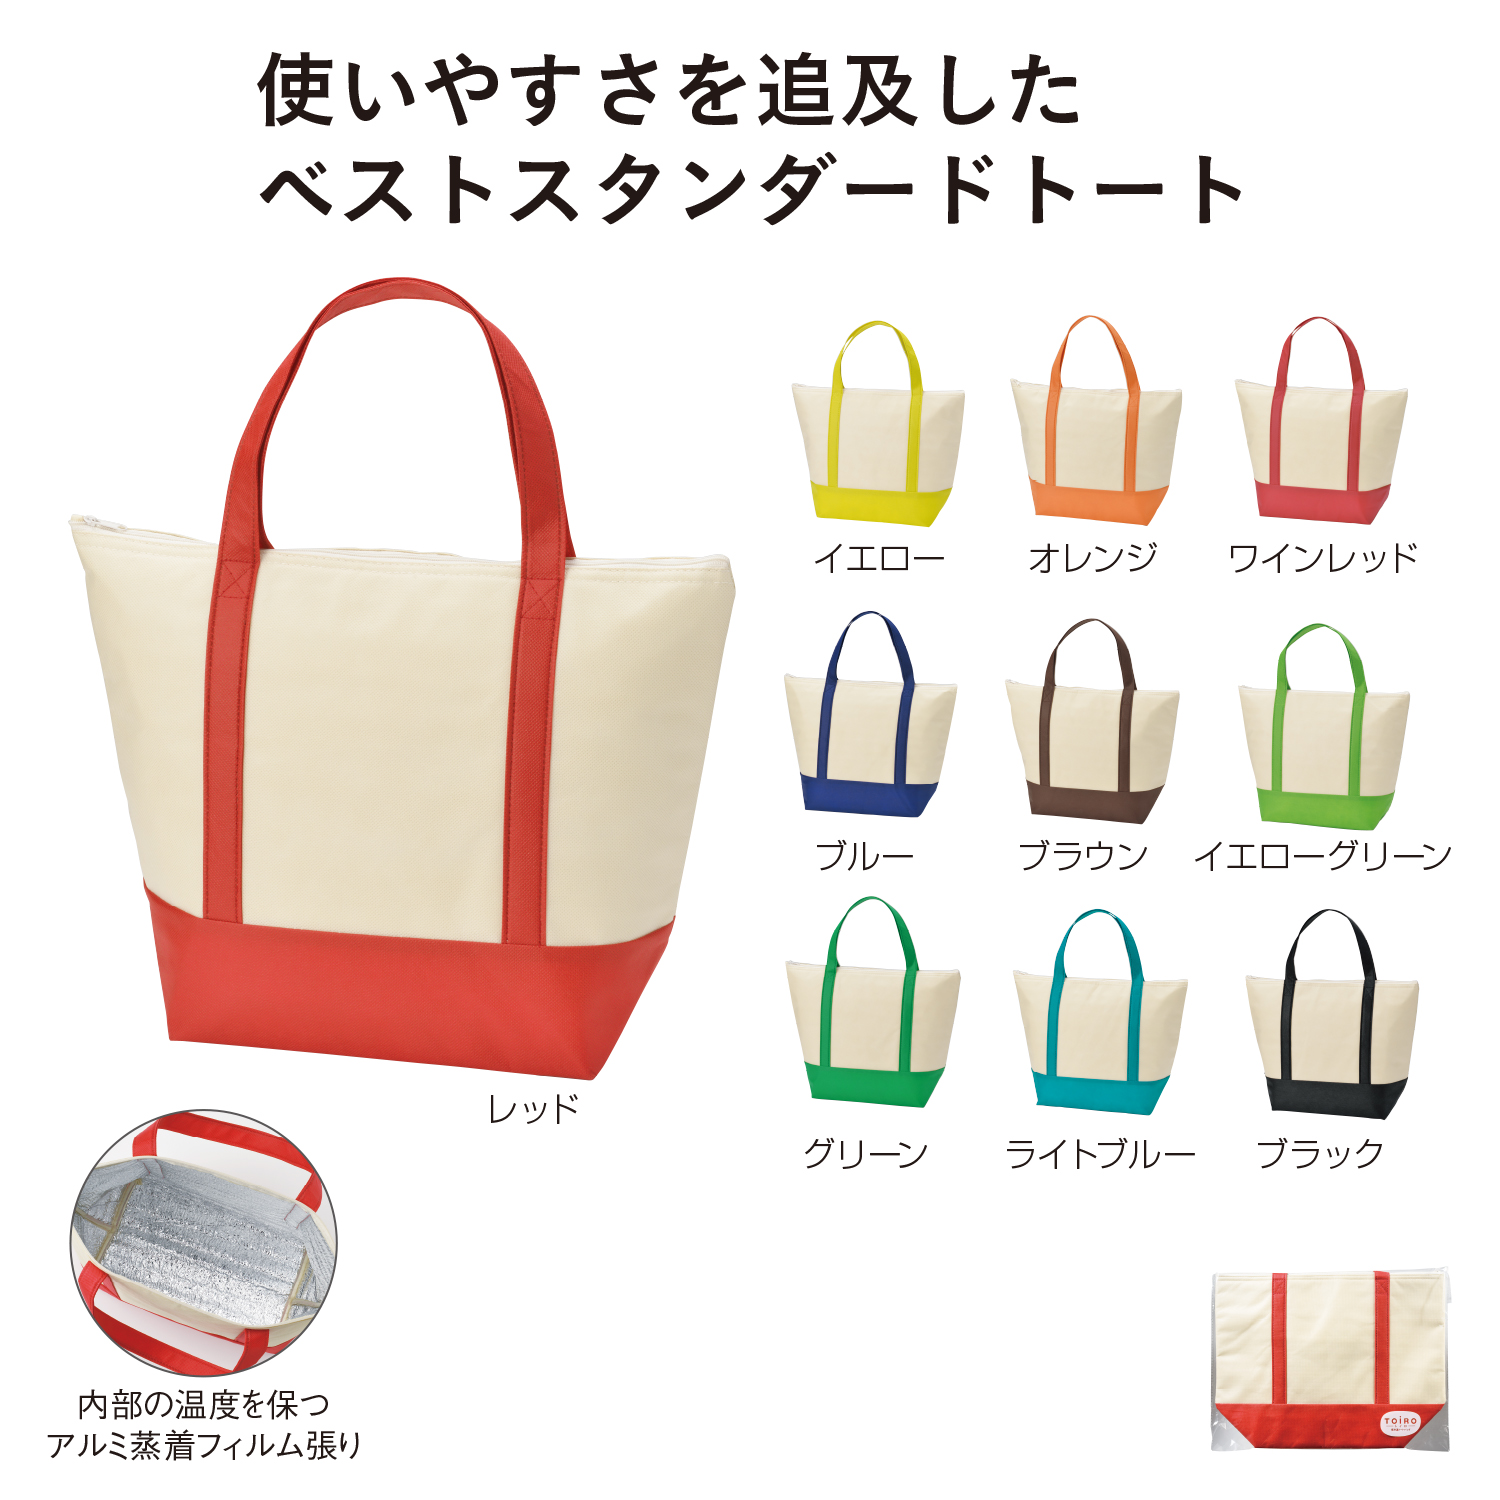 使いやすさを追及した
ベストスタンダードトート
イエロー
オレンジ
ワインレッド
ブルー
ブラウン
イエローグリーン
レッド
グリーン
ライトブルー
ブラック
内部の温度を保つ
アルミ蒸着フィルム張り
TOiRO